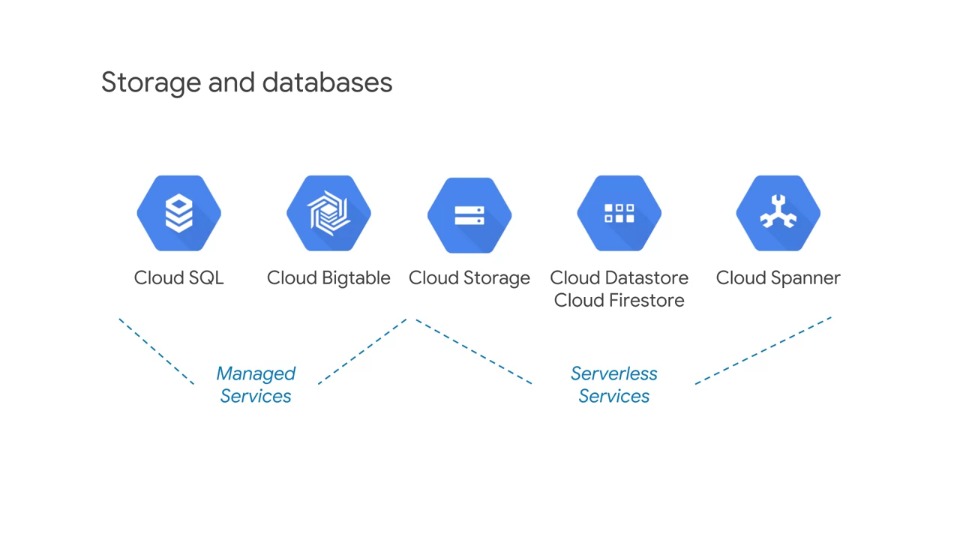 Storage and databases
Cloud SQL
Cloud Bigtable
Cloud Storage
Cloud Datastore
Cloud Firestore
Cloud Spanner
Managed
Services
Serverless
Services